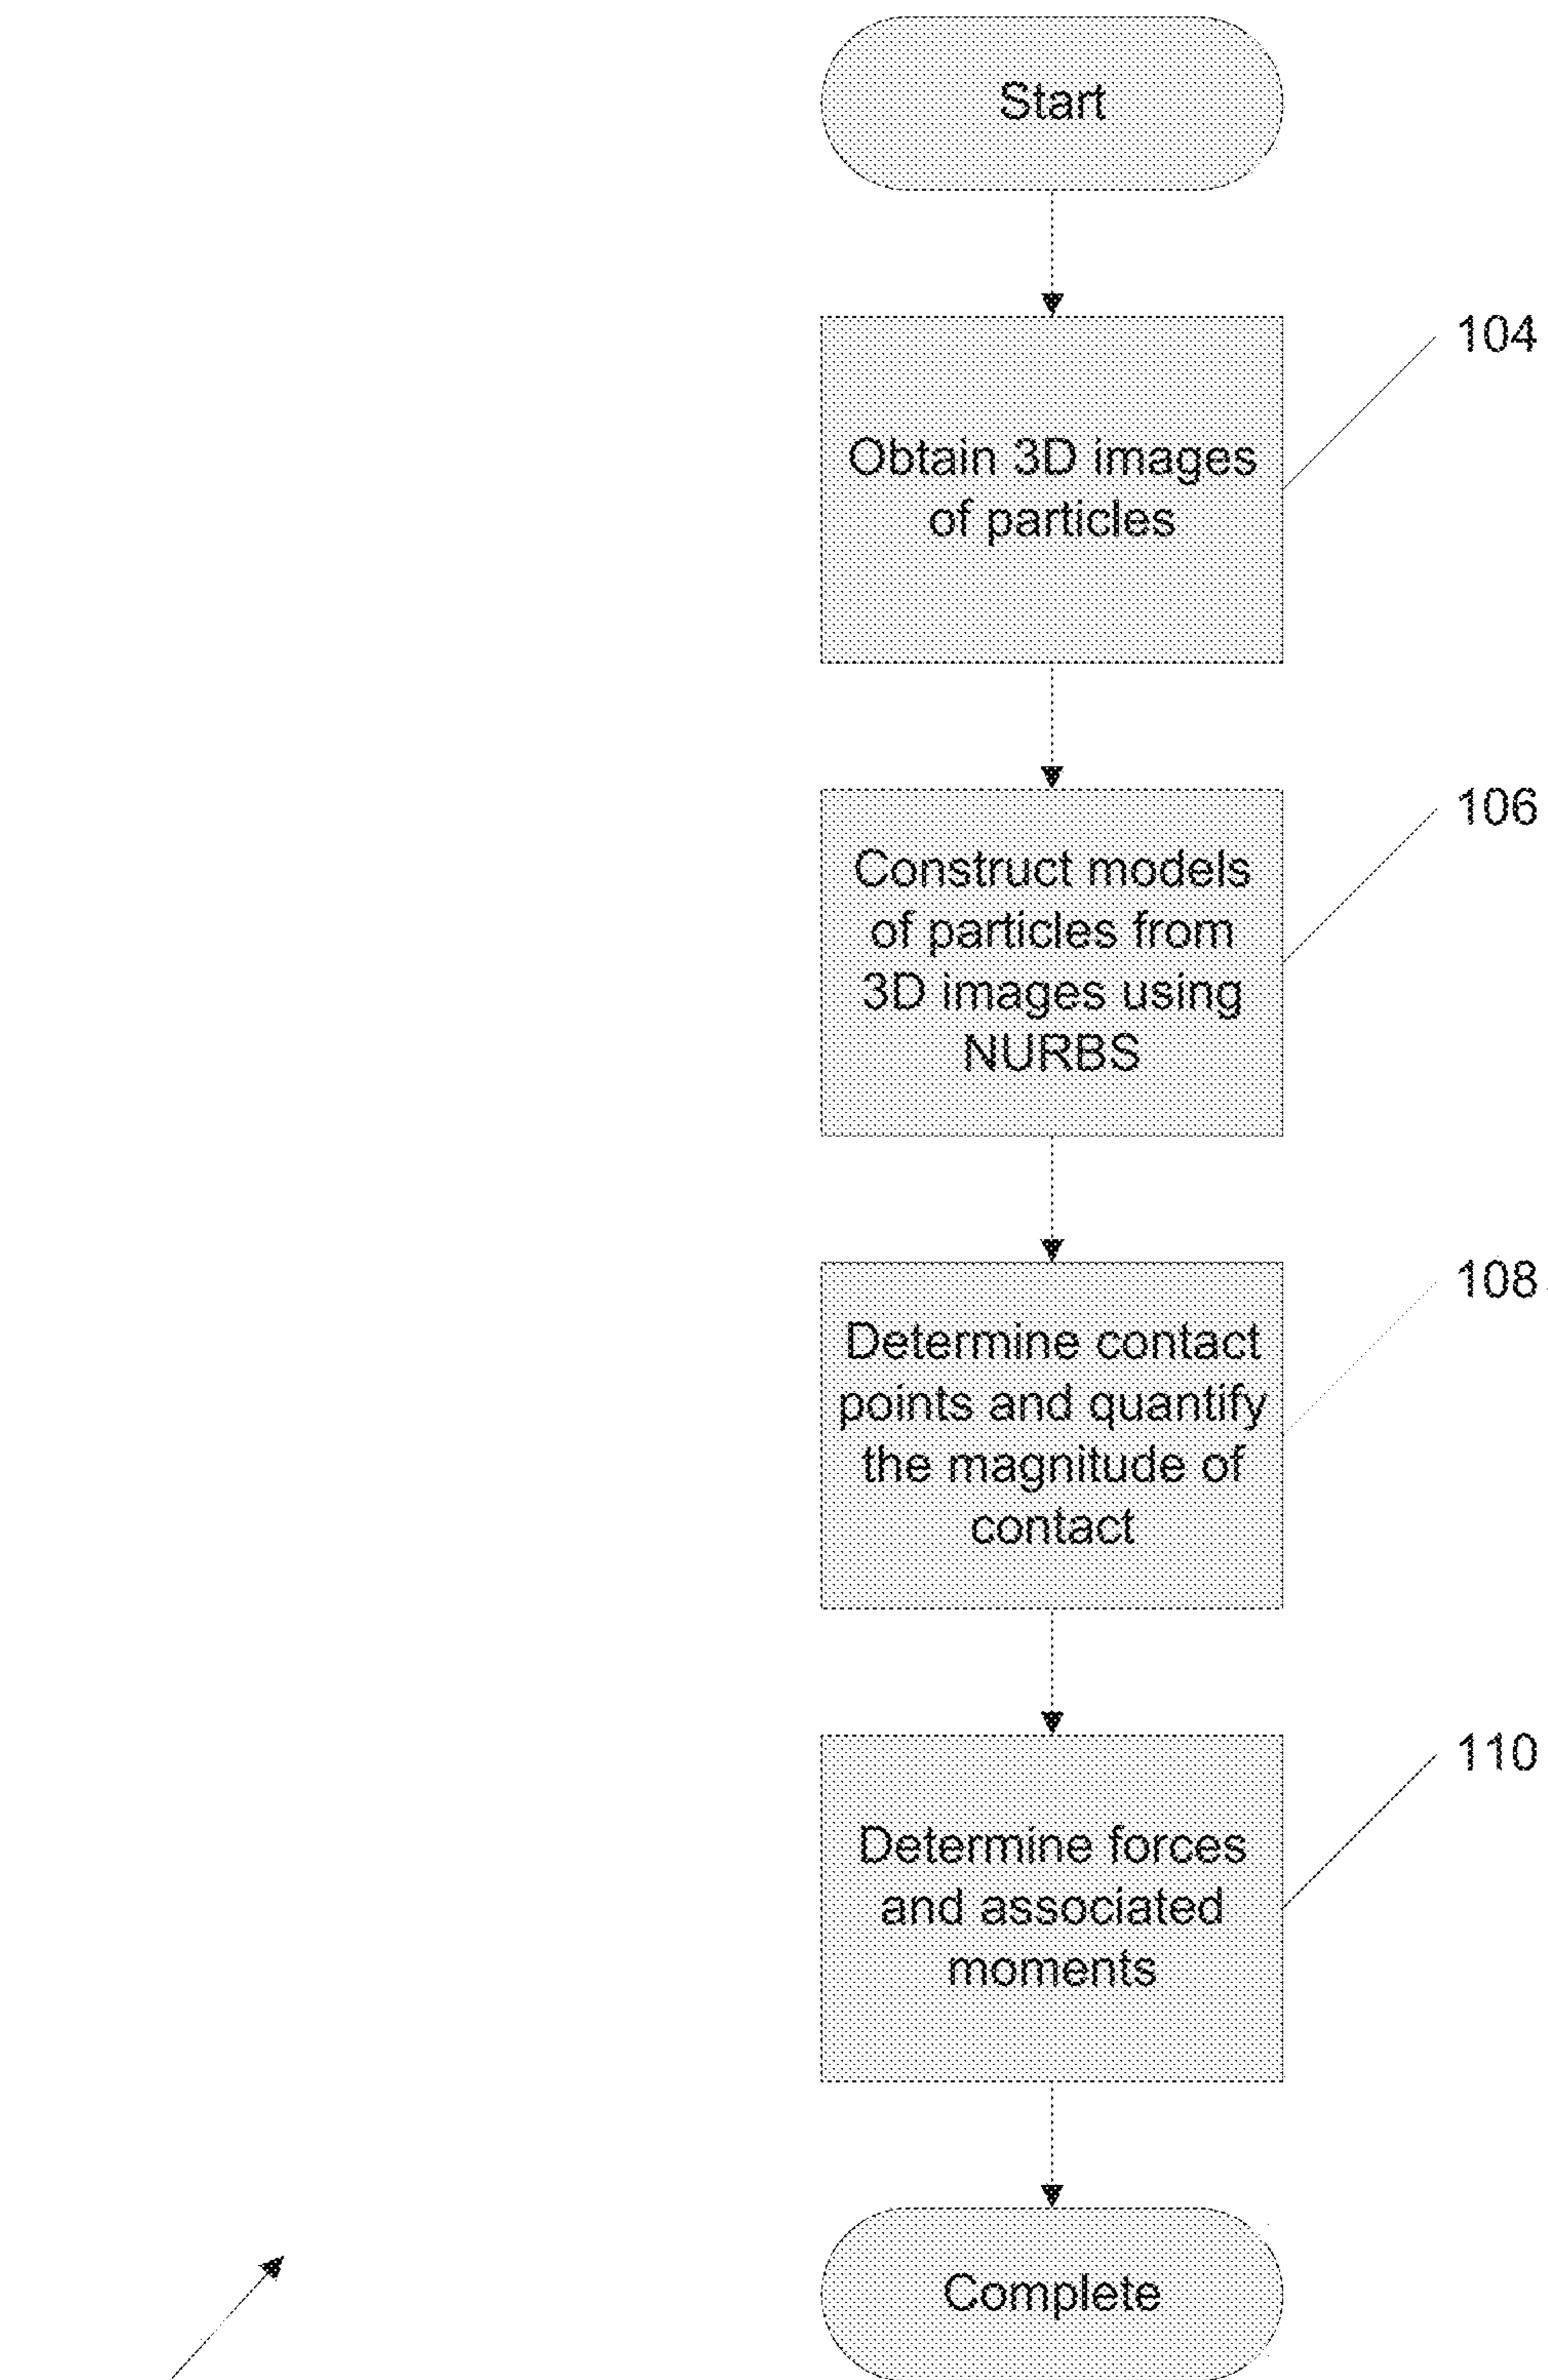 Start
104
Obtain 3D images
of particles
106
Construct models
of particles from
3D images using
NURBS
108
Determine contact
points and quantify
the magnitude of
contact
110
Determine forces
and associated
moments
Complete